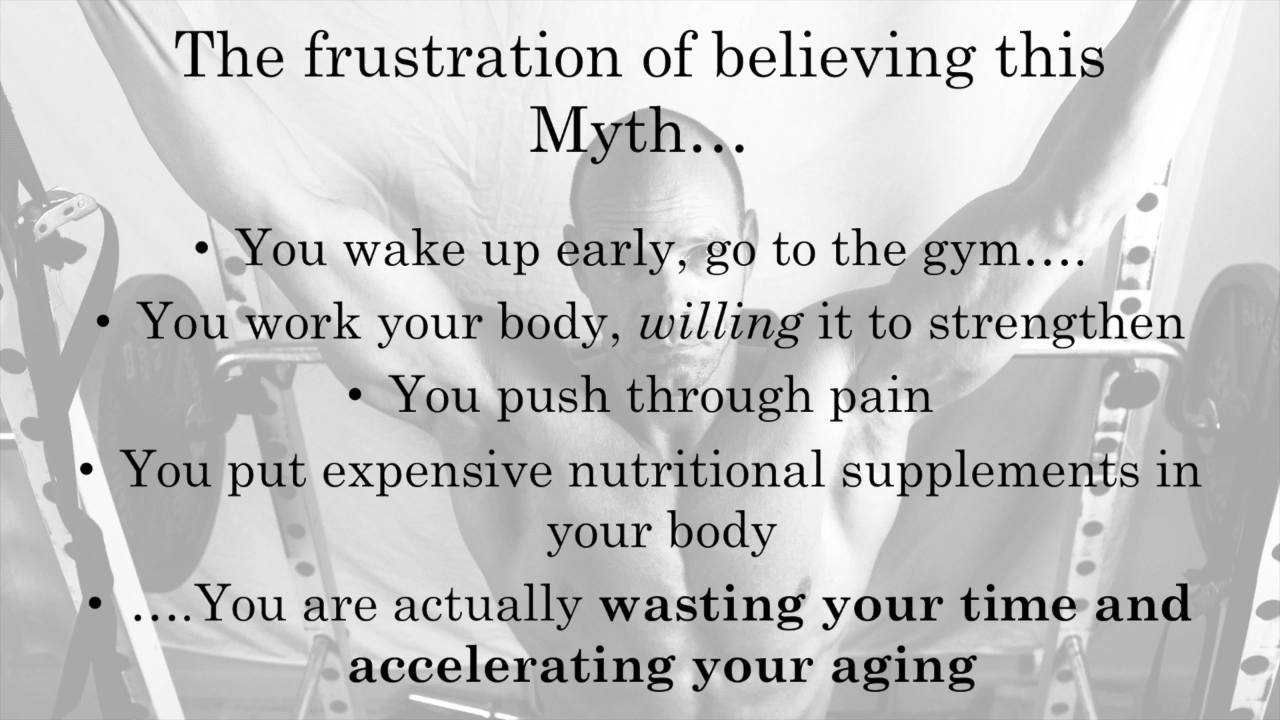 The frustration of believing this
Myth…
• You wake up early, go to the gym….
• You work your body, willing it to strengthen
• You push through pain
• You put expensive nutritional supplements in
your body
• ….You are actually wasting your time and
accelerating your aging